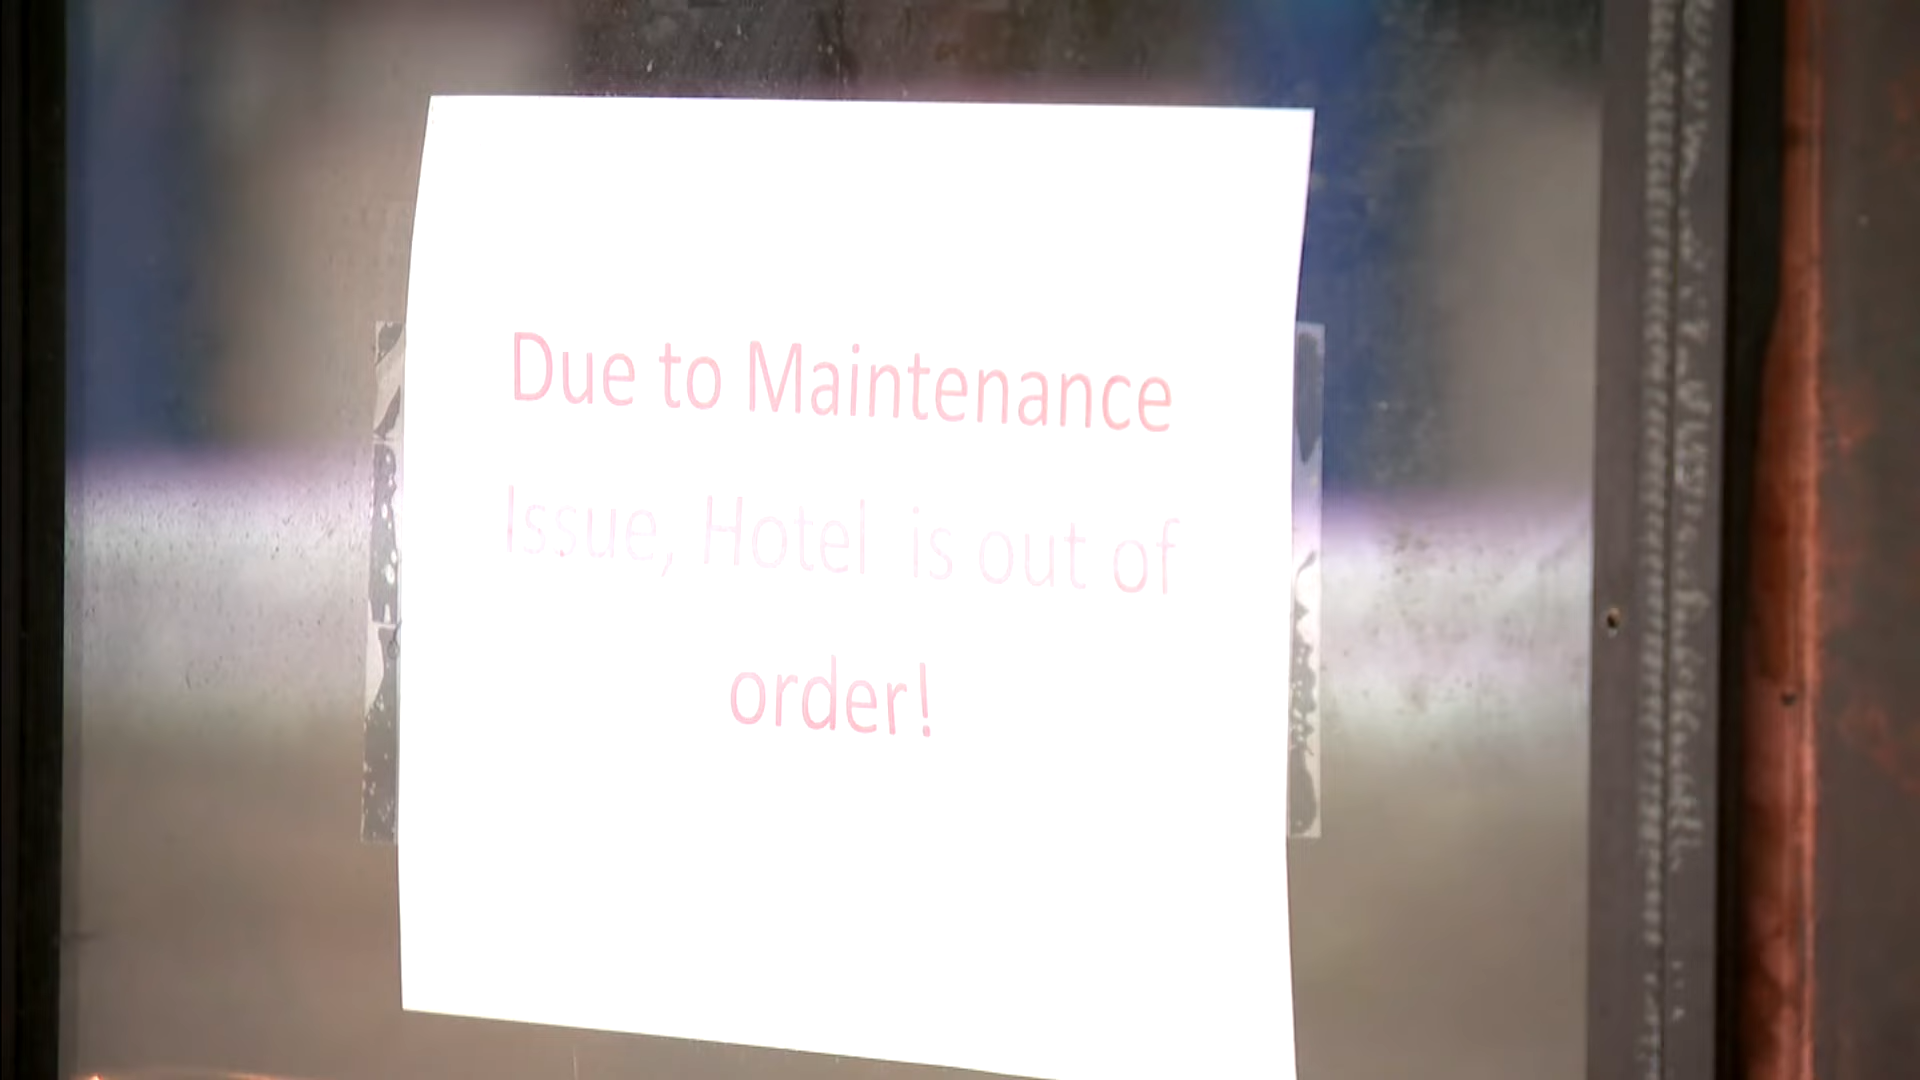 Due to Maintenance
Issue, Hotel is out of
order!